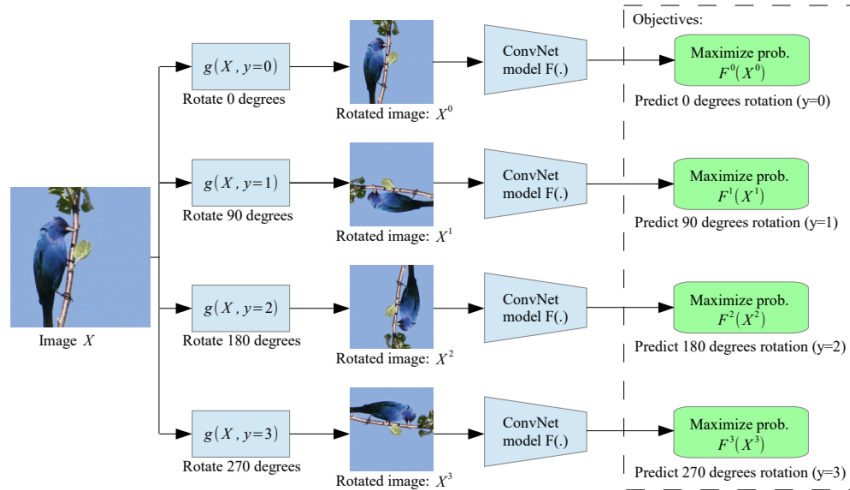 Objectives:
g(X, y=0)
Rotate 0 degrees
Rotated image: X⁰
ConvNet
model F(.)
Maximize prob.
F⁰(X⁰)
Predict 0 degrees rotation (y=0)
g(X, y=1)
Rotate 90 degrees
Rotated image: X¹
ConvNet
model F(.)
Maximize prob.
F¹(X¹)
Predict 90 degrees rotation (y=1)
Image X
g(X, y=2)
Rotate 180 degrees
Rotated image: X²
ConvNet
model F(.)
Maximize prob.
F²(X²)
Predict 180 degrees rotation (y=2)
g(X, y=3)
Rotate 270 degrees
Rotated image: X³
ConvNet
model F(.)
Maximize prob.
F³(X³)
Predict 270 degrees rotation (y=3)